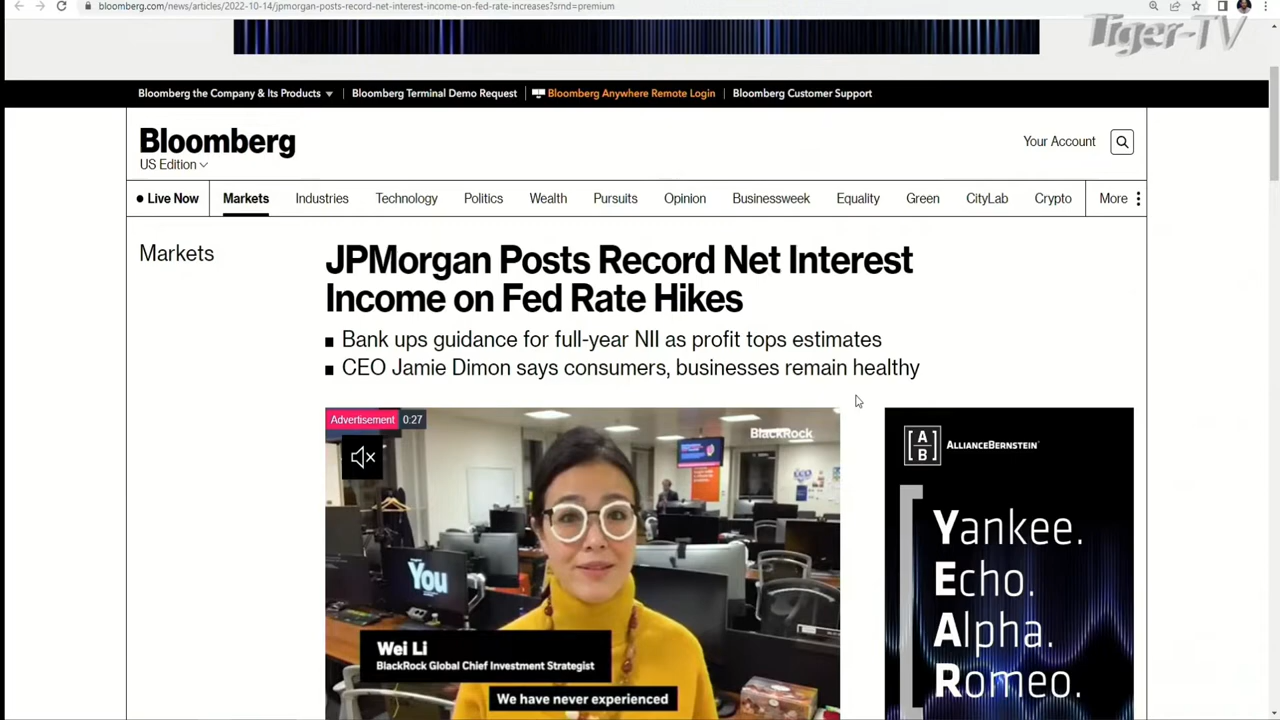 bloomberg.com/news/articles/2022-10-14/jpmorgan-posts-record-net-interest-income-on-fed-rate-increases?srnd=premium
Tiger-TV
Bloomberg the Company & Its Products
Bloomberg Terminal Demo Request
Bloomberg Anywhere Remote Login
Bloomberg Customer Support
Bloomberg
US Edition
Your Account
Live Now
Markets
Industries
Technology
Politics
Wealth
Pursuits
Opinion
Businessweek
Equality
Green
CityLab
Crypto
More
Markets
JPMorgan Posts Record Net Interest
Income on Fed Rate Hikes
Bank ups guidance for full-year NII as profit tops estimates
CEO Jamie Dimon says consumers, businesses remain healthy
Advertisement 0:27
BlackRock
You
Wei Li
BlackRock Global Chief Investment Strategist
We have never experienced
[A B] ALLIANCEBERNSTEIN
Yankee.
Echo.
Alpha.
Romeo.